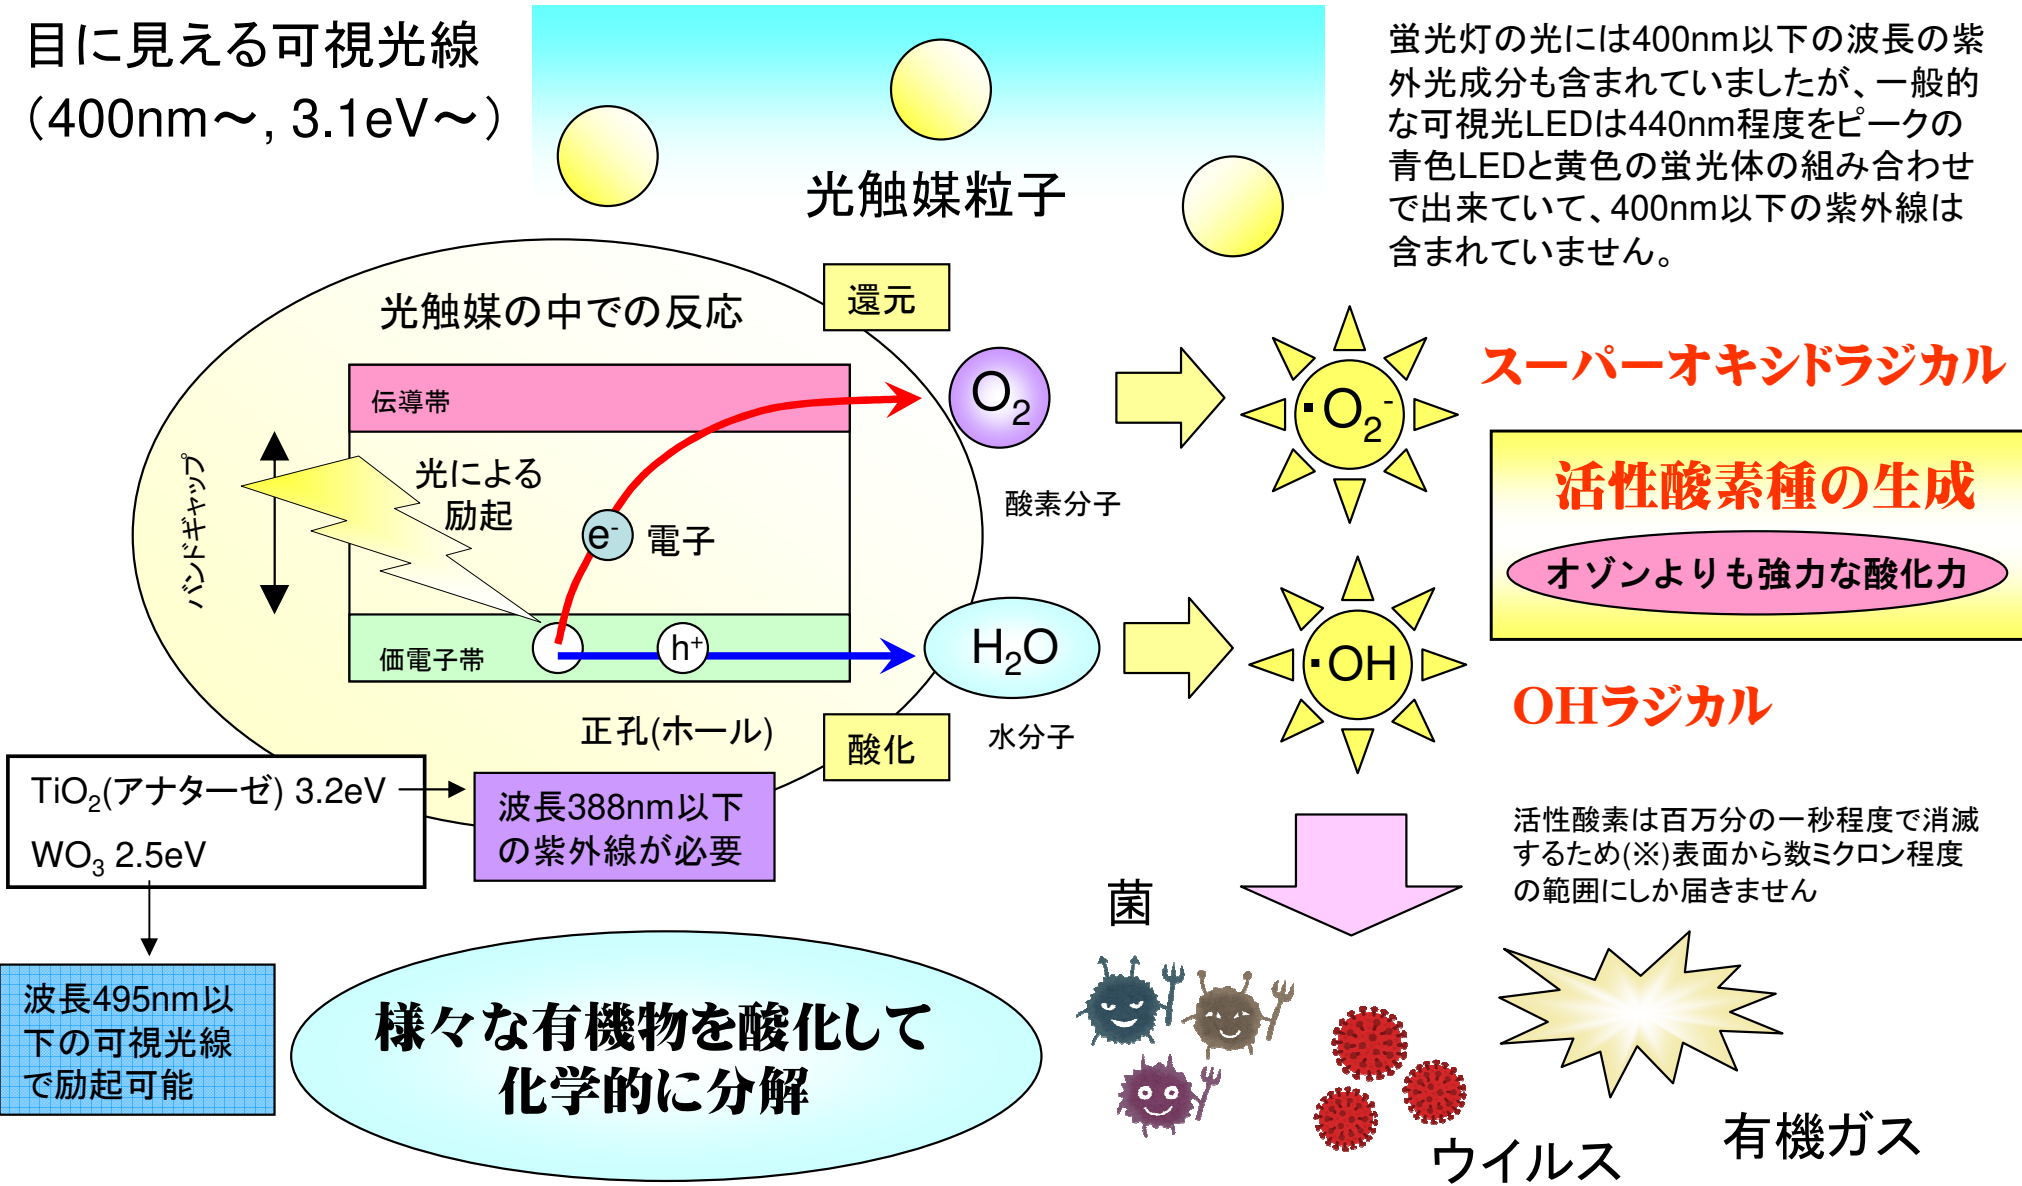 目に見える可視光線
（400nm～, 3.1eV～）
光触媒粒子
蛍光灯の光には400nm以下の波長の紫
外光成分も含まれていましたが、一般的
な可視光LEDは440nm程度をピークの
青色LEDと黄色の蛍光体の組み合わせ
で出来ていて、400nm以下の紫外線は
含まれていません。
光触媒の中での反応
還元
伝導帯
バンドギャップ
光による
励起
e-
電子
価電子帯
h+
正孔(ホール)
酸化
O2
酸素分子
H2O
水分子
・O2-
スーパーオキシドラジカル
活性酸素種の生成
オゾンよりも強力な酸化力
・OH
OHラジカル
TiO2(アナターゼ) 3.2eV
WO3 2.5eV
波長388nm以下
の紫外線が必要
波長495nm以
下の可視光線
で励起可能
様々な有機物を酸化して
化学的に分解
活性酸素は百万分の一秒程度で消滅
するため(※)表面から数ミクロン程度
の範囲にしか届きません
菌
ウイルス
有機ガス